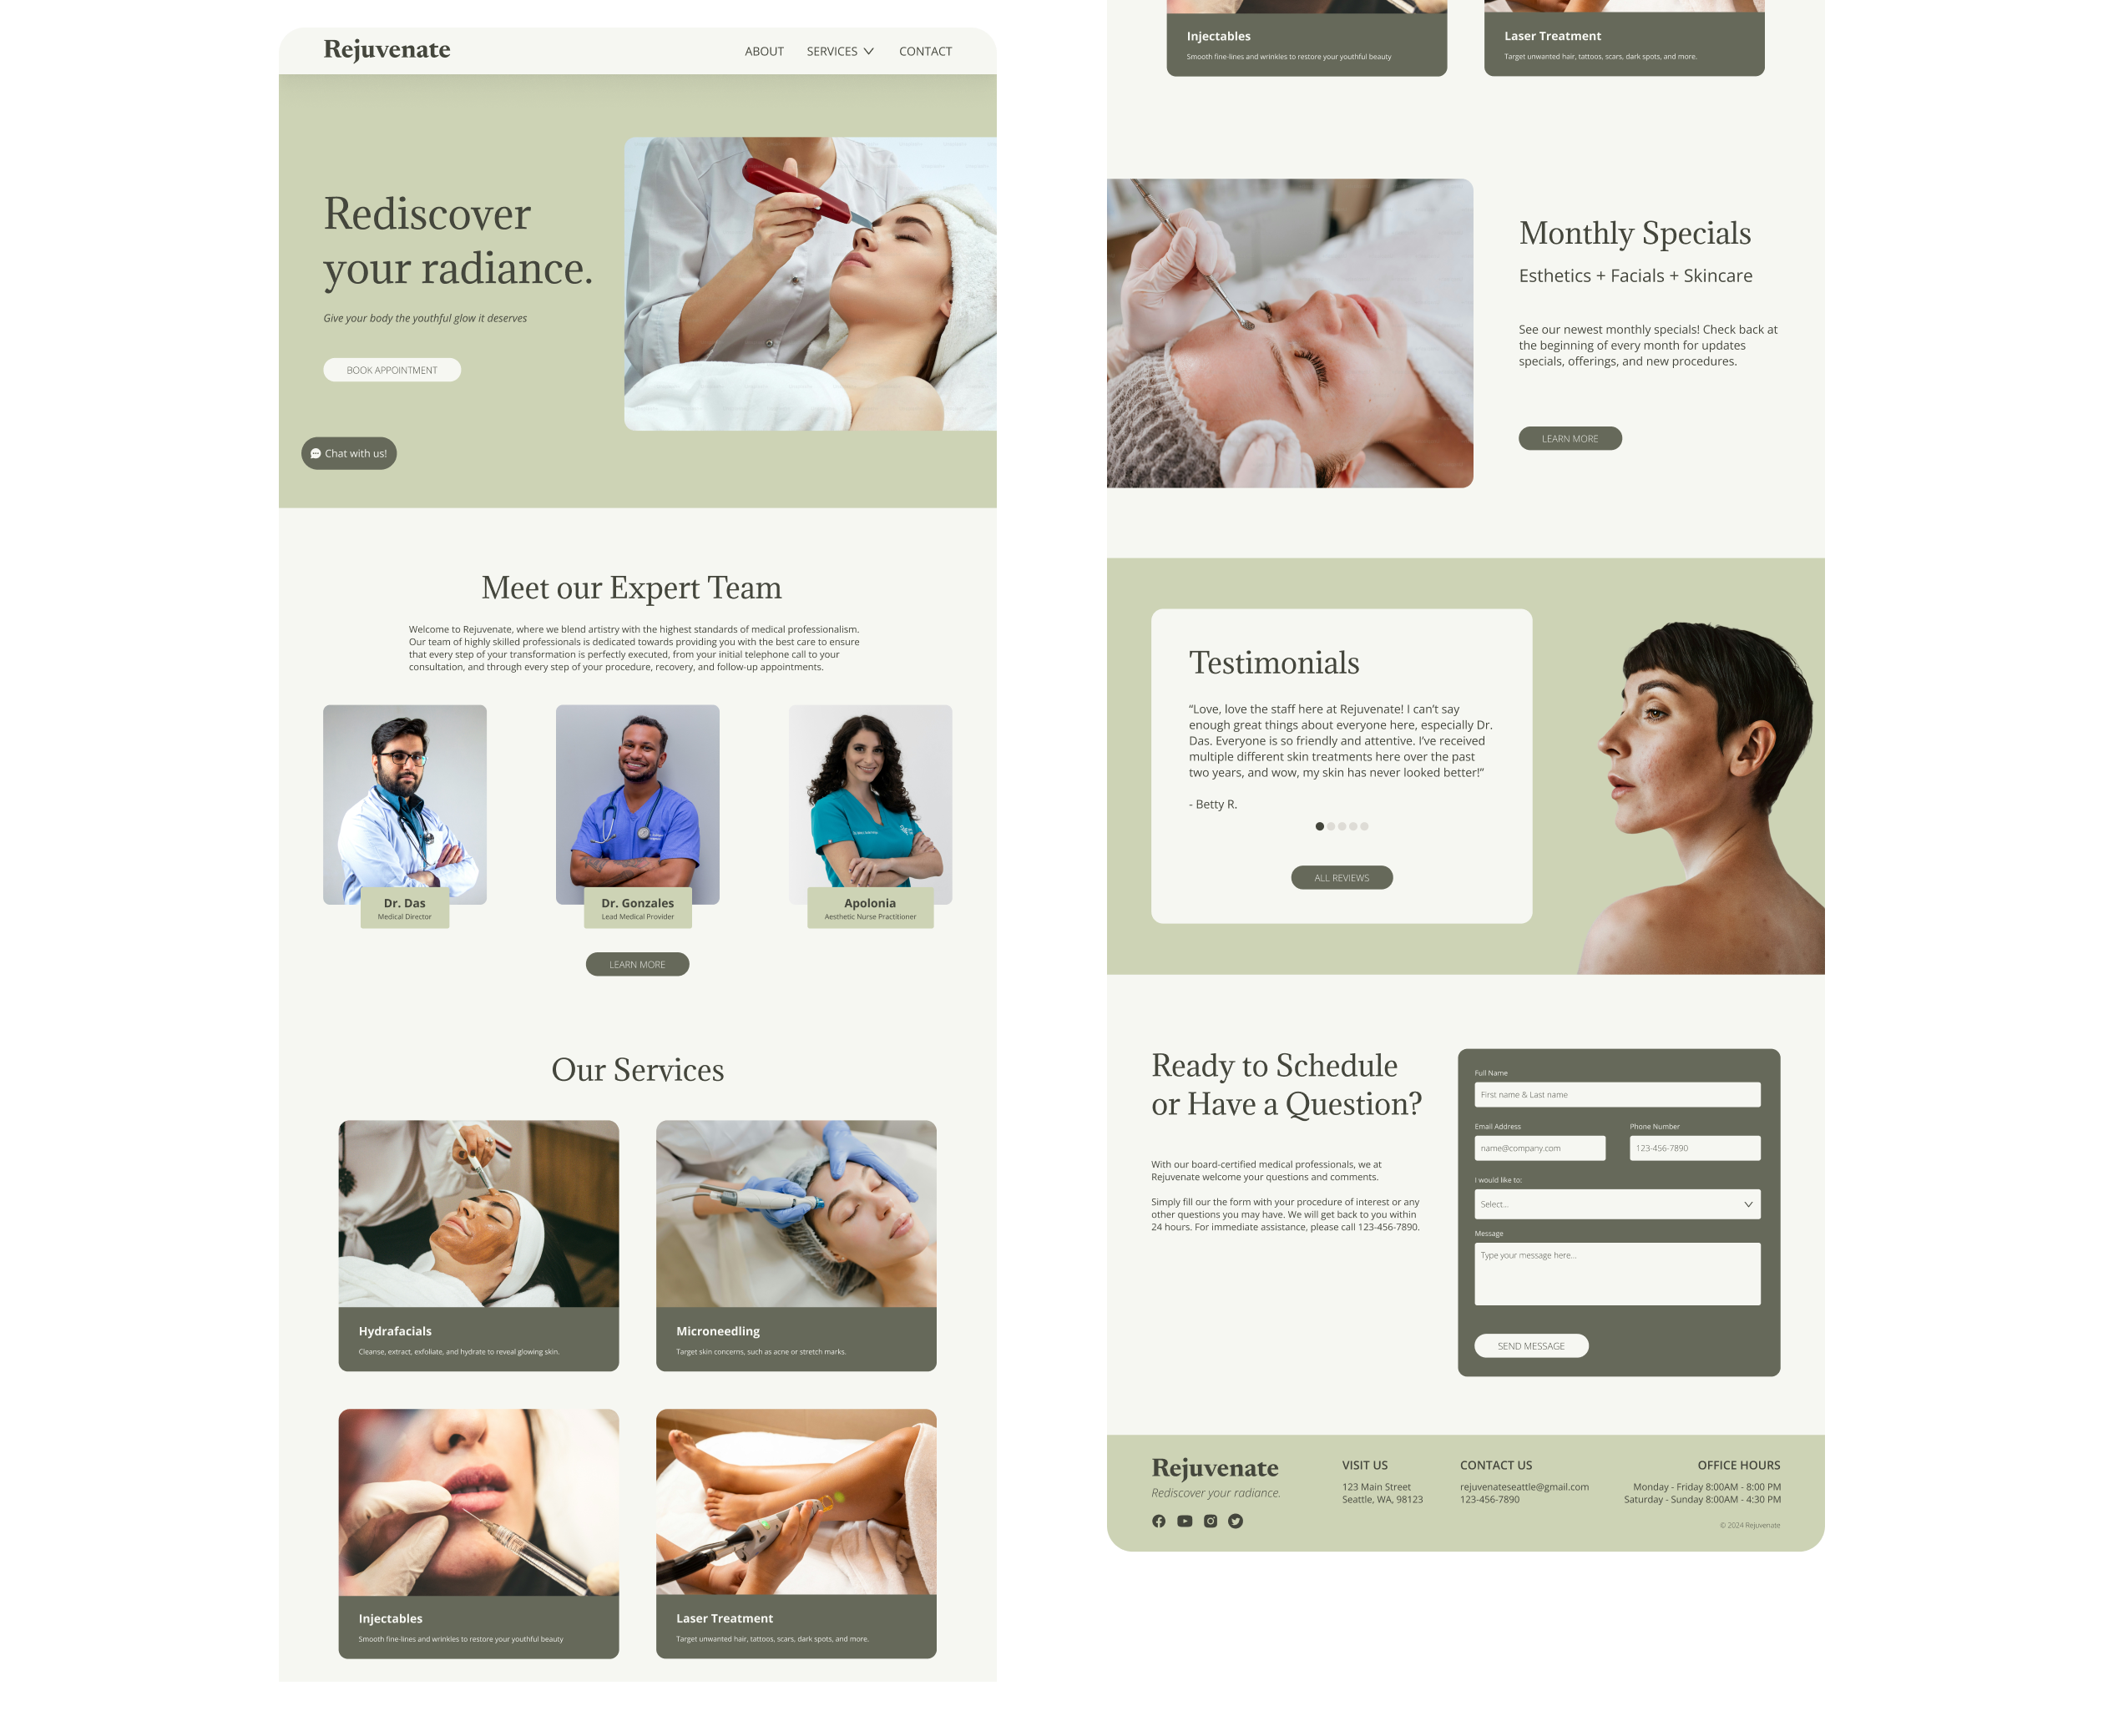 Rejuvenate
ABOUT
SERVICES
CONTACT
Rediscover
your radiance.
Give your body the youthful glow it deserves
BOOK APPOINTMENT
Chat with us!
Meet our Expert Team
Welcome to Rejuvenate, where we blend artistry with the highest standards of medical professionalism.
Our team of highly skilled professionals is dedicated towards providing you with the best care to ensure
that every step of your transformation is perfectly executed, from your initial telephone call to your
consultation, and through every step of your procedure, recovery, and follow-up appointments.
Dr. Das
Medical Director
Dr. Gonzales
Lead Medical Provider
Apolonia
Aesthetic Nurse Practitioner
LEARN MORE
Our Services
Hydrafacials
Cleanse, extract, exfoliate, and hydrate to reveal glowing skin.
Microneedling
Target skin concerns, such as acne or stretch marks.
Injectables
Smooth fine-lines and wrinkles to restore your youthful beauty
Laser Treatment
Target unwanted hair, tattoos, scars, dark spots, and more.
Injectables
Smooth fine-lines and wrinkles to restore your youthful beauty
Laser Treatment
Target unwanted hair, tattoos, scars, dark spots, and more.
Monthly Specials
Esthetics + Facials + Skincare
See our newest monthly specials! Check back at
the beginning of every month for updates
specials, offerings, and new procedures.
LEARN MORE
Testimonials
“Love, love the staff here at Rejuvenate! I can’t say
enough great things about everyone here, especially Dr.
Das. Everyone is so friendly and attentive. I’ve received
multiple different skin treatments here over the past
two years, and wow, my skin has never looked better!”
- Betty R.
ALL REVIEWS
Ready to Schedule
or Have a Question?
With our board-certified medical professionals, we at
Rejuvenate welcome your questions and comments.
Simply fill our the form with your procedure of interest or any
other questions you may have. We will get back to you within
24 hours. For immediate assistance, please call 123-456-7890.
Full Name
First name & Last name
Email Address
Phone Number
name@company.com
123-456-7890
I would like to:
Select...
Message
Type your message here...
SEND MESSAGE
Rejuvenate
Rediscover your radiance.
VISIT US
123 Main Street
Seattle, WA, 98123
CONTACT US
rejuvenateseattle@gmail.com
123-456-7890
OFFICE HOURS
Monday - Friday 8:00AM - 8:00 PM
Saturday - Sunday 8:00AM - 4:30 PM
© 2024 Rejuvenate